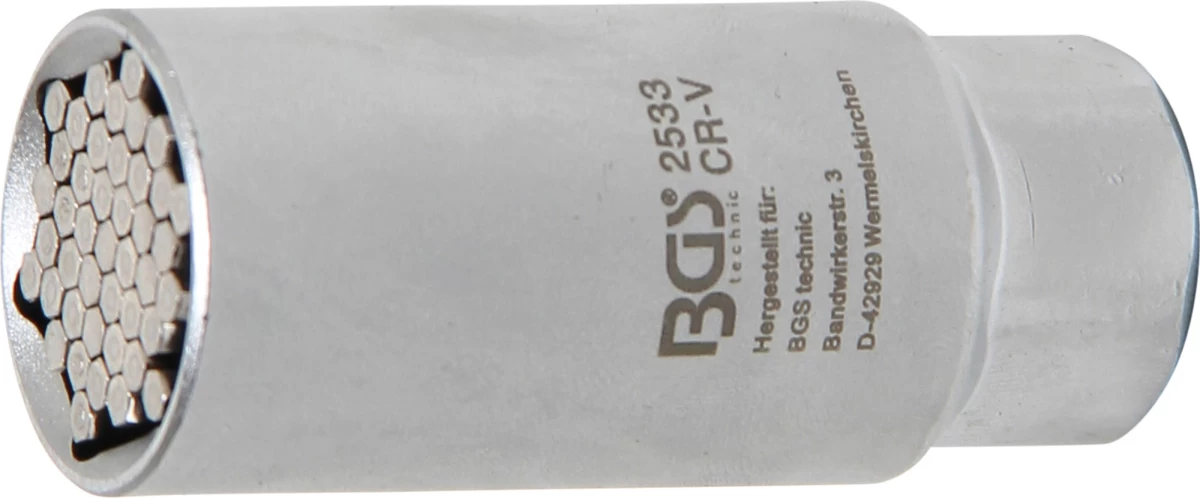 BGS® 2533
technic CR-V
Hergestellt für:
BGS technic
Bandwirkerstr. 3
D-42929 Wermelskirchen